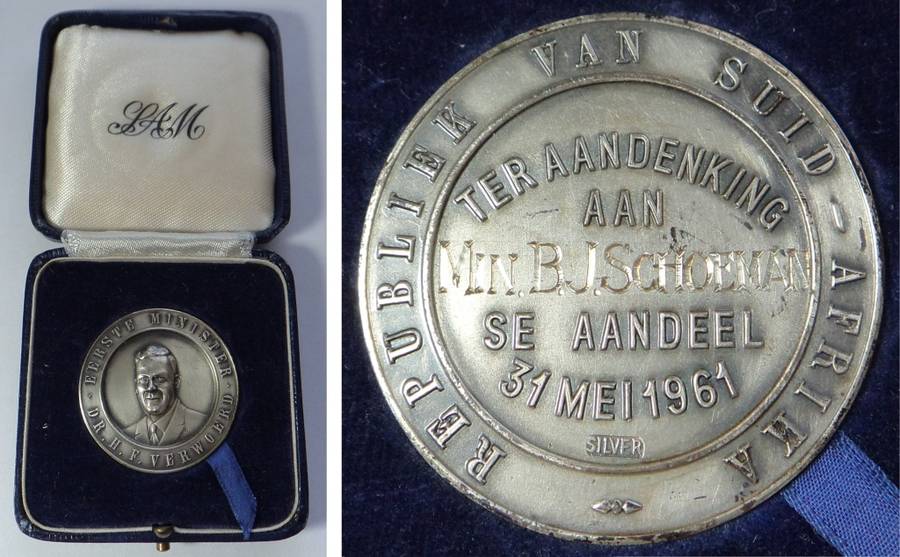 SAM
EERSTE MINISTER
DR. H. F. VERWOERD
REPUBLIEK VAN SUID-AFRIKA
TER AANDENKING
AAN
MIN. B.J. SCHOEMAN
SE AANDEEL
31 MEI 1961
SILVER